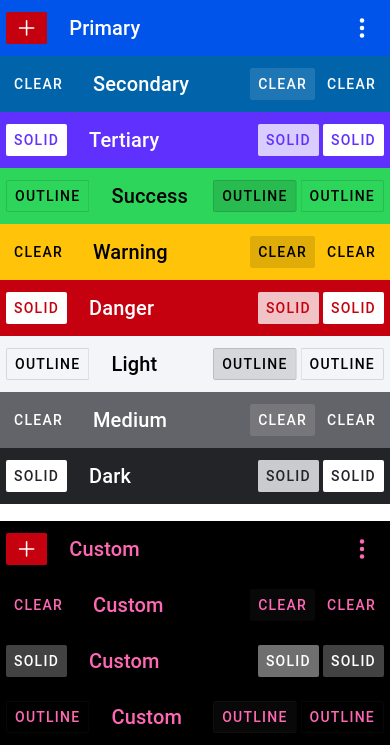 Primary
CLEAR Secondary CLEAR CLEAR
SOLID Tertiary SOLID SOLID
OUTLINE Success OUTLINE OUTLINE
CLEAR Warning CLEAR CLEAR
SOLID Danger SOLID SOLID
OUTLINE Light OUTLINE OUTLINE
CLEAR Medium CLEAR CLEAR
SOLID Dark SOLID SOLID
Custom
CLEAR Custom CLEAR CLEAR
SOLID Custom SOLID SOLID
OUTLINE Custom OUTLINE OUTLINE